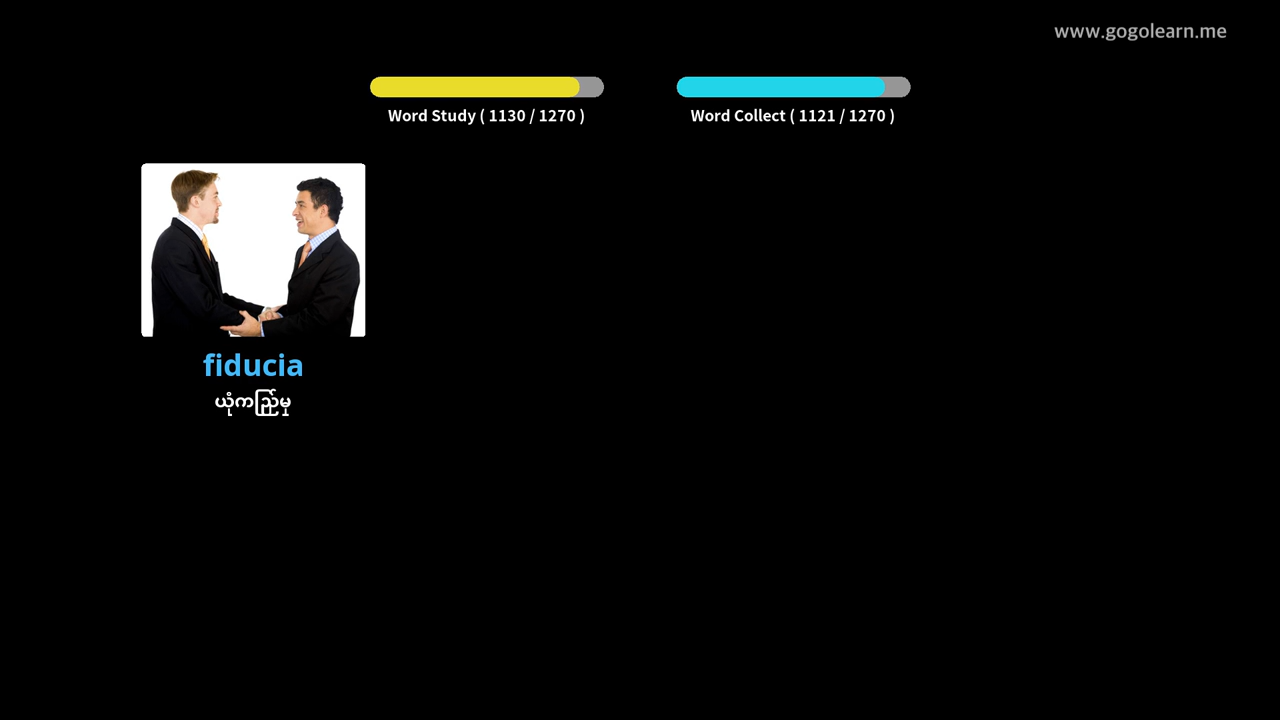 www.gogolearn.me
Word Study ( 1130 / 1270 )
Word Collect ( 1121 / 1270 )
fiducia
ယုံကြည်မှု